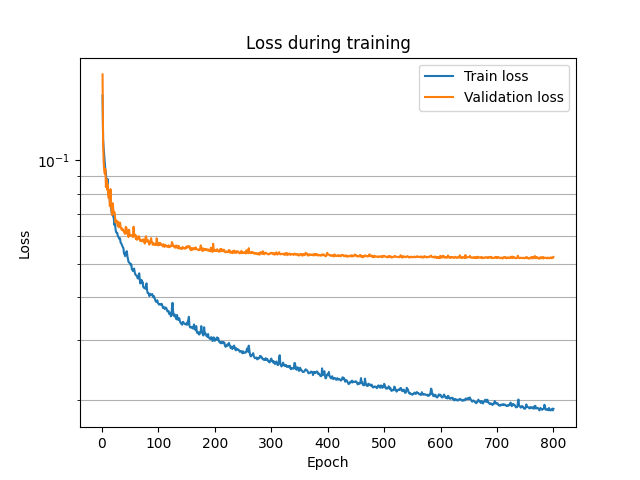 Loss during training
Train loss
Validation loss
10⁻¹
Loss
0 100 200 300 400 500 600 700 800
Epoch